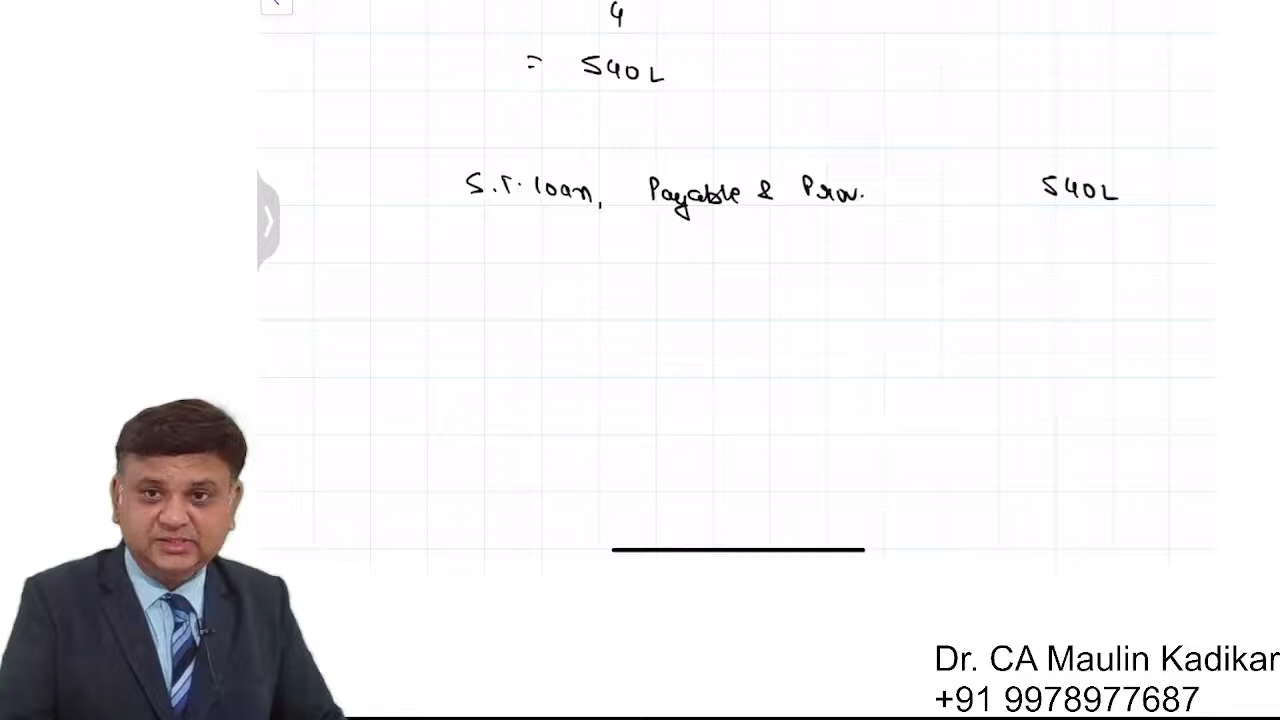 4
= 540L
S.T. loan, Payable & Prov. 540L
Dr. CA Maulin Kadikar
+91 9978977687